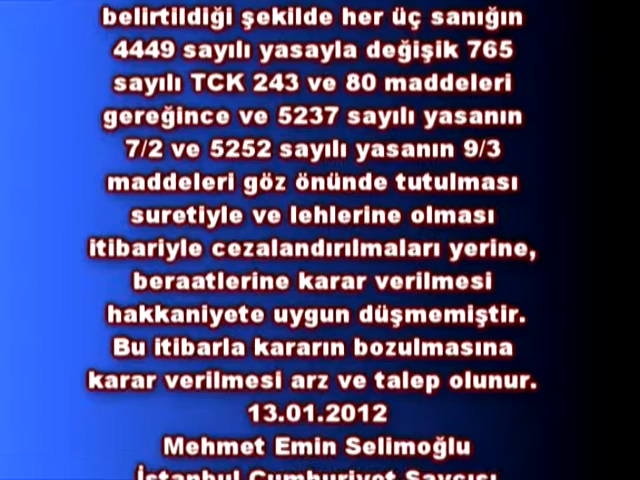 belirtildiği şekilde her üç sanığın
4449 sayılı yasayla değişik 765
sayılı TCK 243 ve 80 maddeleri
gereğince ve 5237 sayılı yasanın
7/2 ve 5252 sayılı yasanın 9/3
maddeleri göz önünde tutulması
suretiyle ve lehlerine olması
itibariyle cezalandırılmaları yerine,
beraatlerine karar verilmesi
hakkaniyete uygun düşmemiştir.
Bu itibarla kararın bozulmasına
karar verilmesi arz ve talep olunur.
13.01.2012
Mehmet Emin Selimoğlu
İstanbul Cumhuriyet Savcısı